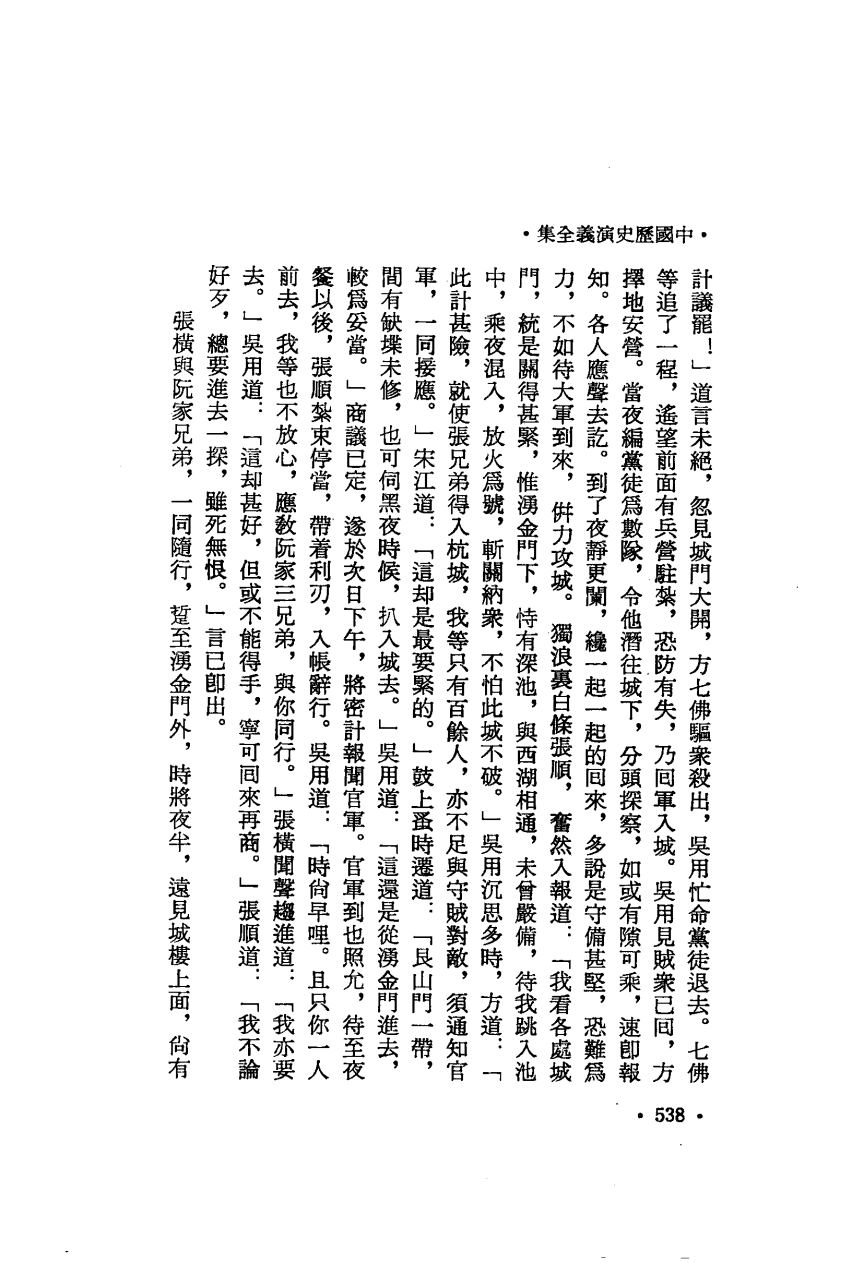 •中國歷史演義全集•
計議罷！」道言未絕，忽見城門大開，方七佛驅衆殺出，吳用忙命黨徒退去。七佛
等追了一程，遙望前面有兵營駐紮，恐防有失，乃囘軍入城。吳用見賊衆已囘，方
擇地安營。當夜編黨徒爲數隊，令他潛往城下，分頭探察，如或有隙可乘，速卽報
知。各人應聲去訖。到了夜靜更闌，纔一起一起的囘來，多說是守備甚堅，恐難爲
力，不如待大軍到來，併力攻城。獨浪裏白條張順，奮然入報道：「我看各處城
門，統是關得甚緊，惟湧金門下，恃有深池，與西湖相通，未曾嚴備，待我跳入池
中，乘夜混入，放火爲號，斬關納衆，不怕此城不破。」吳用沉思多時，方道：「
此計甚險，就使張兄弟得入杭城，我等只有百餘人，亦不足與守賊對敵，須通知官
軍，一同接應。」宋江道：「這却是最要緊的。」鼓上蚤時遷道：「艮山門一帶，
間有缺堞未修，也可伺黑夜時候，扒入城去。」吳用道：「這還是從湧金門進去，
較爲妥當。」商議已定，遂於次日下午，將密計報聞官軍。官軍到也照允，待至夜
餐以後，張順紮束停當，帶着利刃，入帳辭行。吳用道：「時尙早哩。且只你一人
前去，我等也不放心，應敎阮家三兄弟，與你同行。」張橫聞聲趨進道：「我亦要
去。」吳用道：「這却甚好，但或不能得手，寧可囘來再商。」張順道：「我不論
好歹，總要進去一探，雖死無恨。」言已卽出。
張橫與阮家兄弟，一同隨行，踅至湧金門外，時將夜半，遠見城樓上面，尙有
•538•